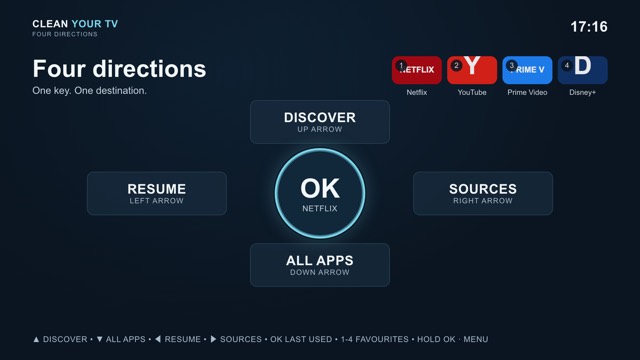 CLEAN YOUR TV
FOUR DIRECTIONS
17:16
Four directions
One key. One destination.
1 NETFLIX
2 Y
3 PRIME V
4 D
Netflix
YouTube
Prime Video
Disney+
DISCOVER
UP ARROW
RESUME
LEFT ARROW
OK
NETFLIX
SOURCES
RIGHT ARROW
ALL APPS
DOWN ARROW
▲ DISCOVER • ▼ ALL APPS • ◀ RESUME • ▶ SOURCES • OK LAST USED • 1-4 FAVOURITES • HOLD OK · MENU